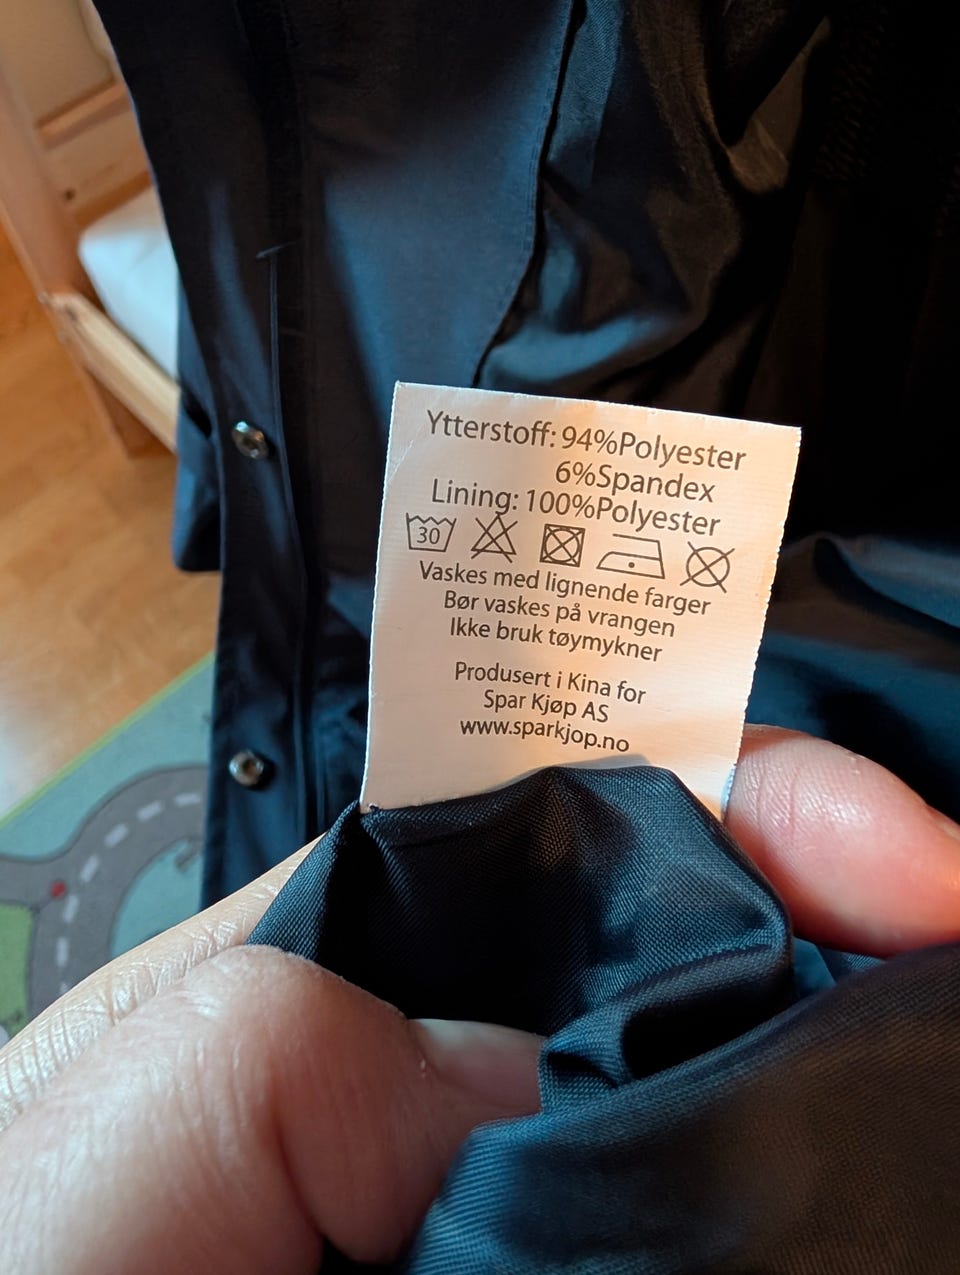 Ytterstoff: 94%Polyester
6%Spandex
Lining: 100%Polyester
30
Vaskes med lignende farger
Bør vaskes på vrangen
Ikke bruk tøymykner
Produsert i Kina for
Spar Kjøp AS
www.sparkjop.no